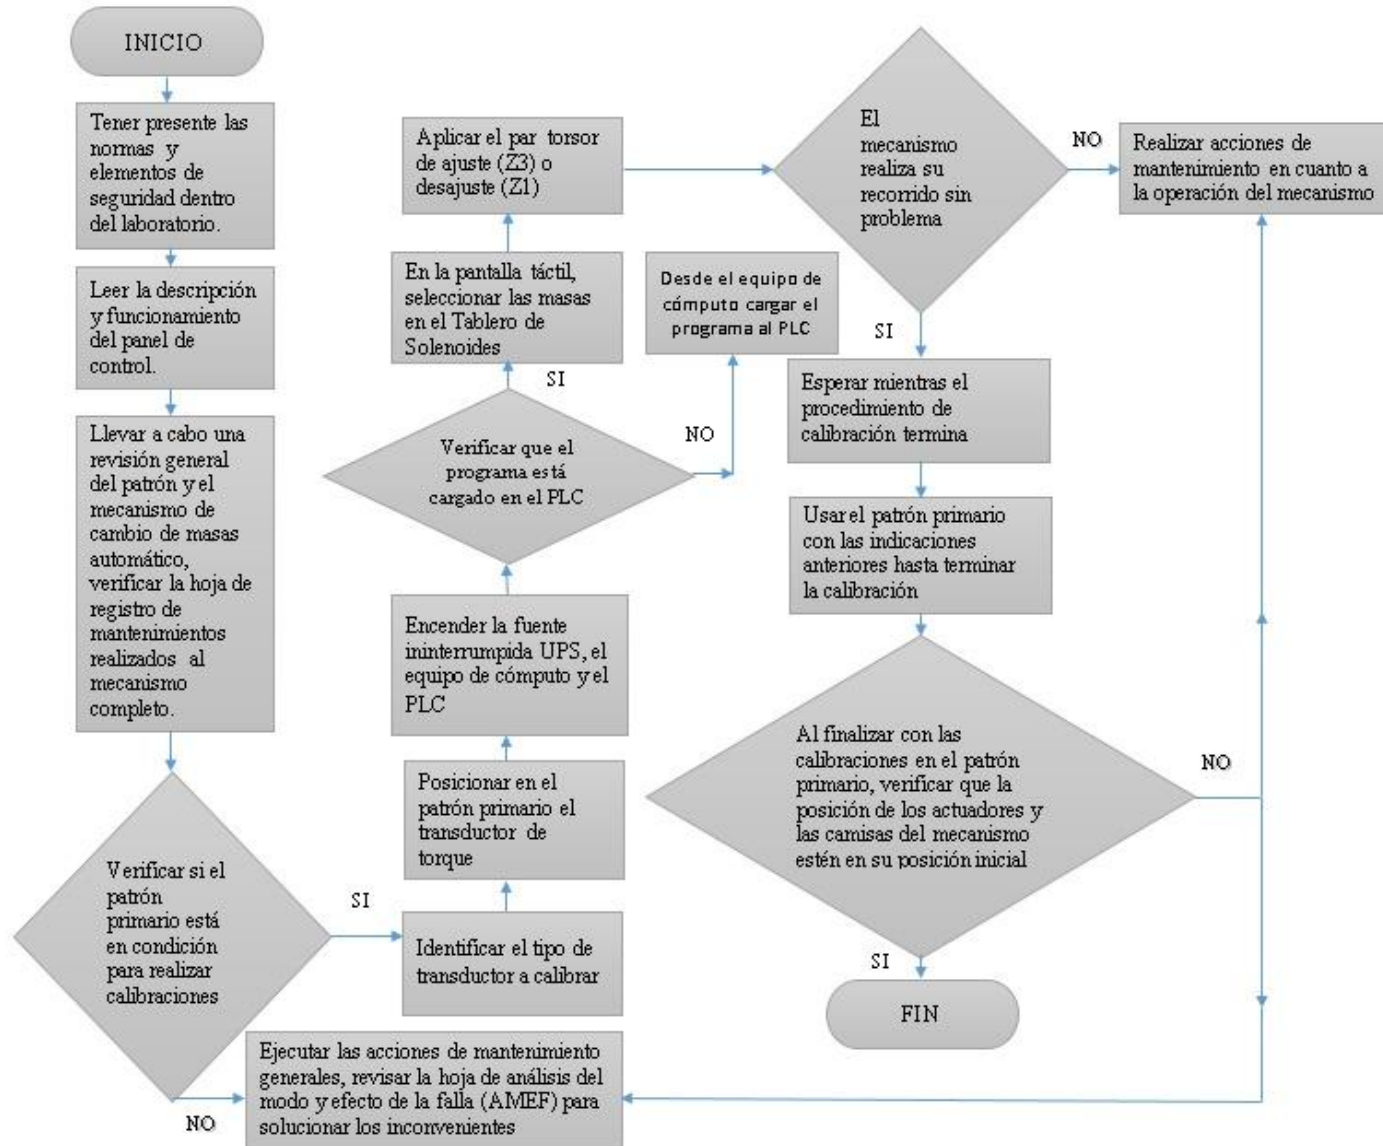 INICIO
Tener presente las
normas y
elementos de
seguridad dentro
del laboratorio.
Leer la descripción
y funcionamiento
del panel de
control.
Llevar a cabo una
revisión general
del patrón y el
mecanismo de
cambio de masas
automático,
verificar la hoja de
registro de
mantenimientos
realizados al
mecanismo
completo.
Verificar si el
patrón
primario está
en condición
para realizar
calibraciones
SI
NO
Ejecutar las acciones de mantenimiento
generales, revisar la hoja de análisis del
modo y efecto de la falla (AMEF) para
solucionar los inconvenientes
Identificar el tipo de
transductor a calibrar
Posicionar en el
patrón primario el
transductor de
torque
Encender la fuente
ininterrumpida UPS, el
equipo de cómputo y el
PLC
Verificar que el
programa está
cargado en el PLC
SI
NO
Desde el equipo de
cómputo cargar el
programa al PLC
En la pantalla táctil,
seleccionar las masas
en el Tablero de
Solenoides
Aplicar el par torsor
de ajuste (Z3) o
desajuste (Z1)
El
mecanismo
realiza su
recorrido sin
problema
NO
Realizar acciones de
mantenimiento en cuanto a
la operación del mecanismo
SI
Esperar mientras el
procedimiento de
calibración termina
Usar el patrón primario
con las indicaciones
anteriores hasta terminar
la calibración
Al finalizar con las
calibraciones en el patrón
primario, verificar que la
posición de los actuadores y
las camisas del mecanismo
estén en su posición inicial
NO
SI
FIN